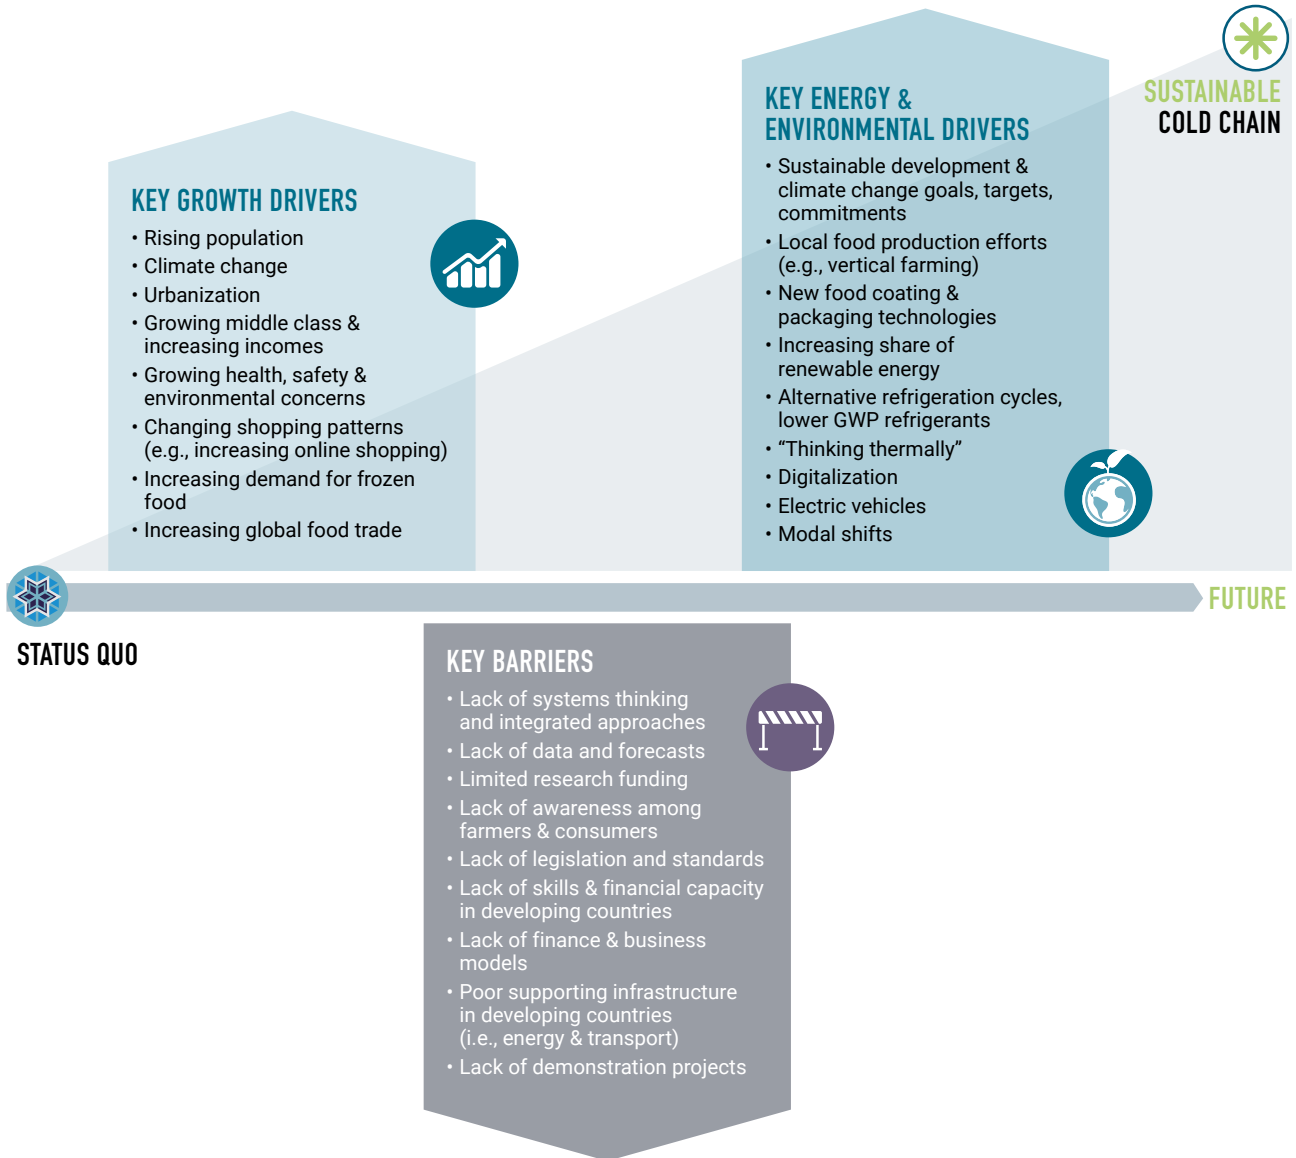 KEY GROWTH DRIVERS
• Rising population
• Climate change
• Urbanization
• Growing middle class &
increasing incomes
• Growing health, safety &
environmental concerns
• Changing shopping patterns
(e.g., increasing online shopping)
• Increasing demand for frozen
food
• Increasing global food trade
KEY ENERGY &
ENVIRONMENTAL DRIVERS
• Sustainable development &
climate change goals, targets,
commitments
• Local food production efforts
(e.g., vertical farming)
• New food coating &
packaging technologies
• Increasing share of
renewable energy
• Alternative refrigeration cycles,
lower GWP refrigerants
• “Thinking thermally”
• Digitalization
• Electric vehicles
• Modal shifts
SUSTAINABLE
COLD CHAIN
FUTURE
STATUS QUO
KEY BARRIERS
• Lack of systems thinking
and integrated approaches
• Lack of data and forecasts
• Limited research funding
• Lack of awareness among
farmers & consumers
• Lack of legislation and standards
• Lack of skills & financial capacity
in developing countries
• Lack of finance & business
models
• Poor supporting infrastructure
in developing countries
(i.e., energy & transport)
• Lack of demonstration projects